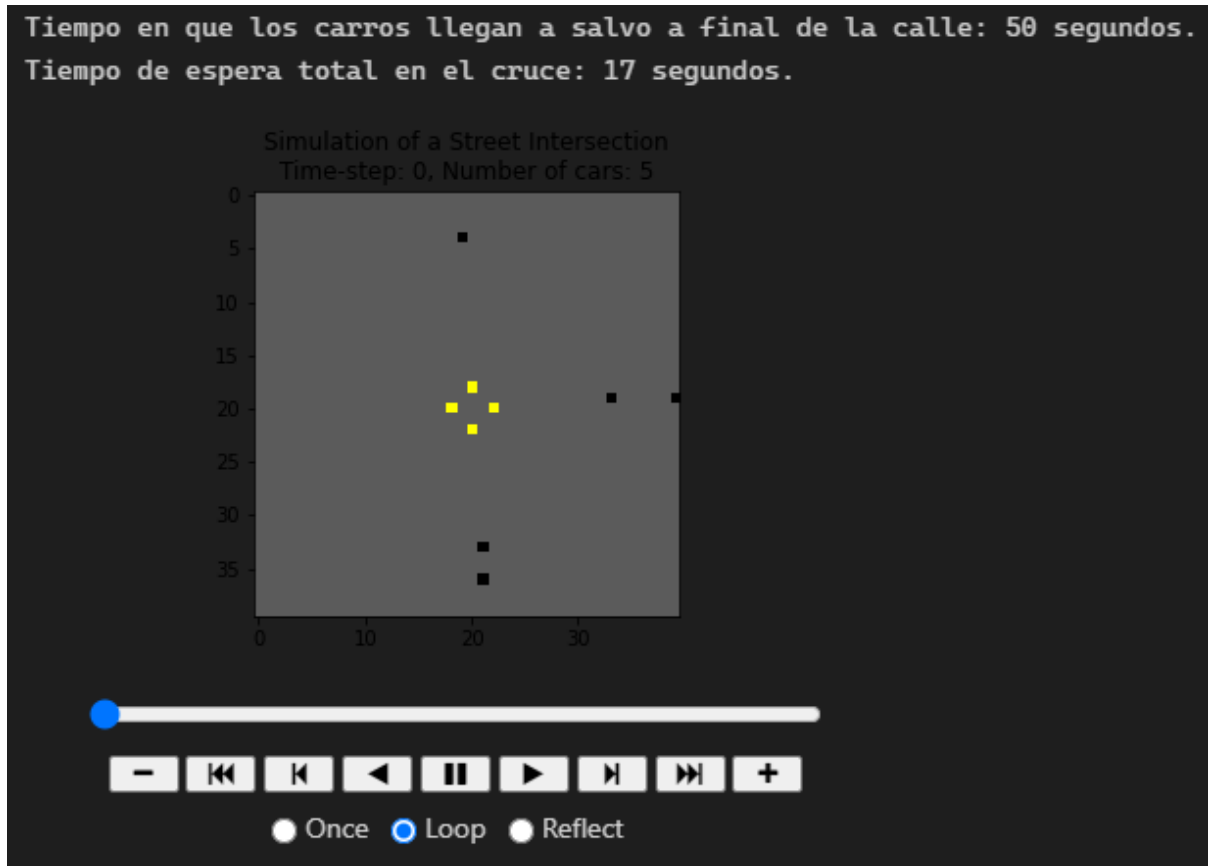 Tiempo en que los carros llegan a salvo a final de la calle: 50 segundos.
Tiempo de espera total en el cruce: 17 segundos.
Simulation of a Street Intersection
Time-step: 0, Number of cars: 5
0
5
10
15
20
25
30
35
0 10 20 30
Once Loop Reflect